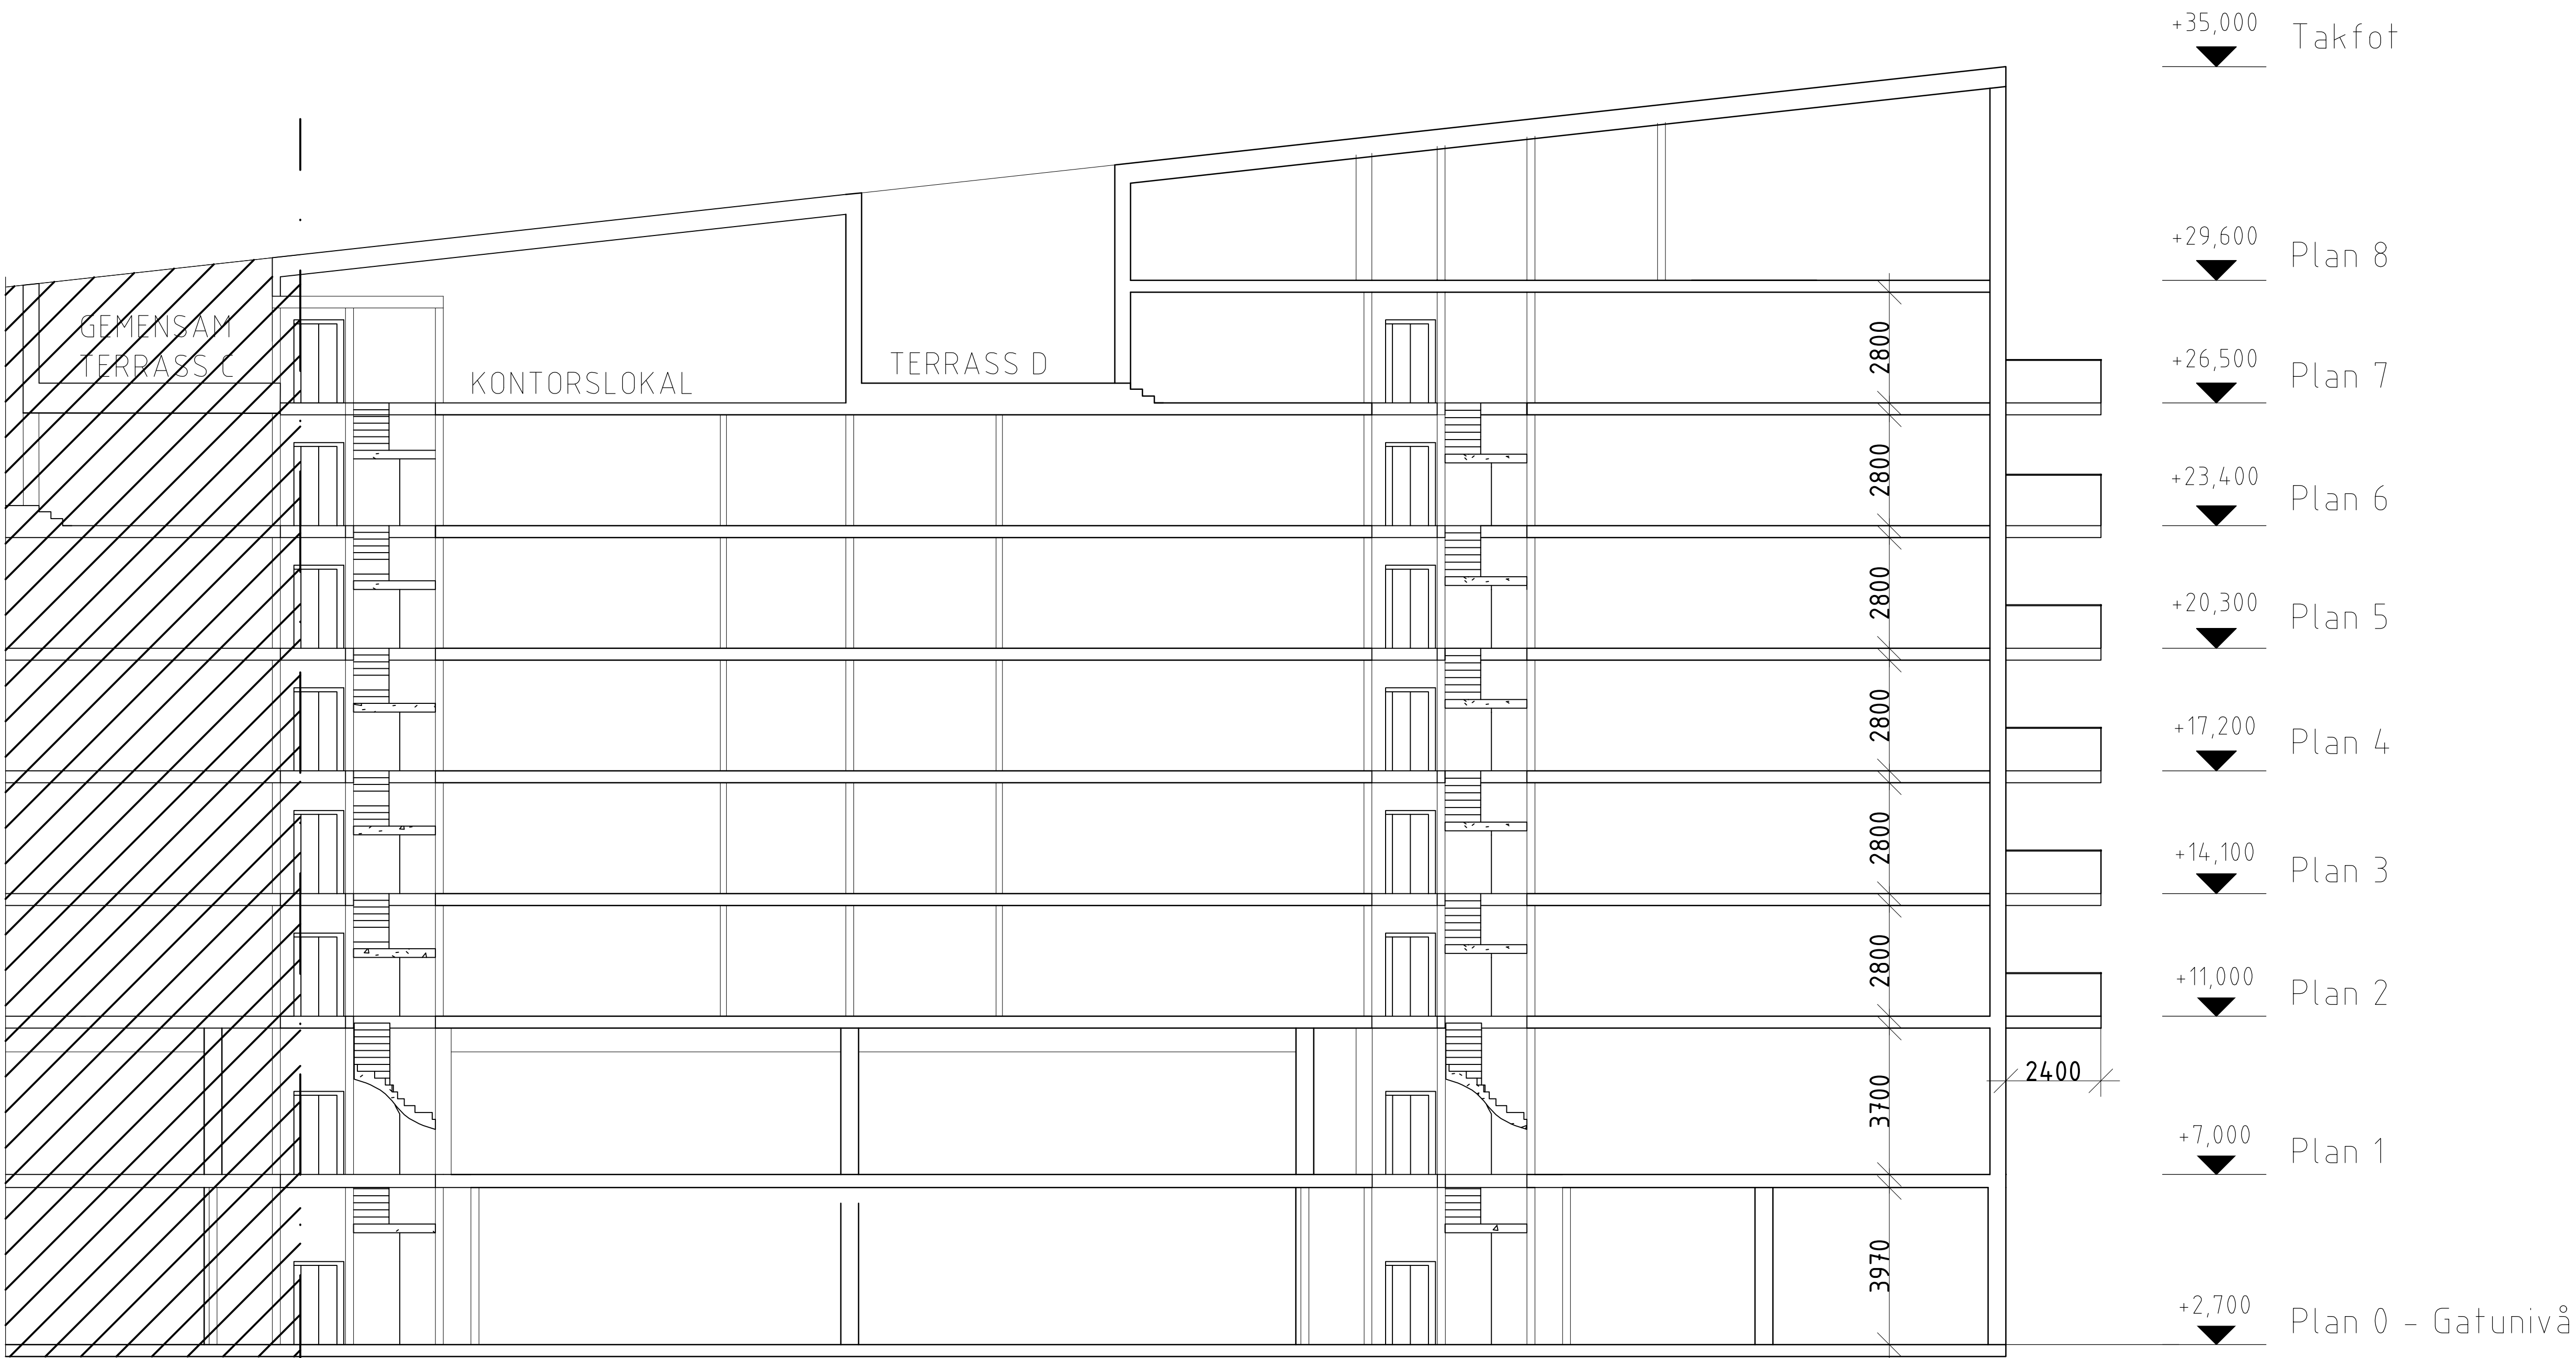 +35,000 Takfot
+29,600 Plan 8
GEMENSAM
TERRASS C
KONTORSLOKAL
TERRASS D
2800
+26,500 Plan 7
2800
+23,400 Plan 6
2800
+20,300 Plan 5
2800
+17,200 Plan 4
2800
+14,100 Plan 3
2800
+11,000 Plan 2
2400
3700
+7,000 Plan 1
3970
+2,700 Plan 0 - Gatunivå